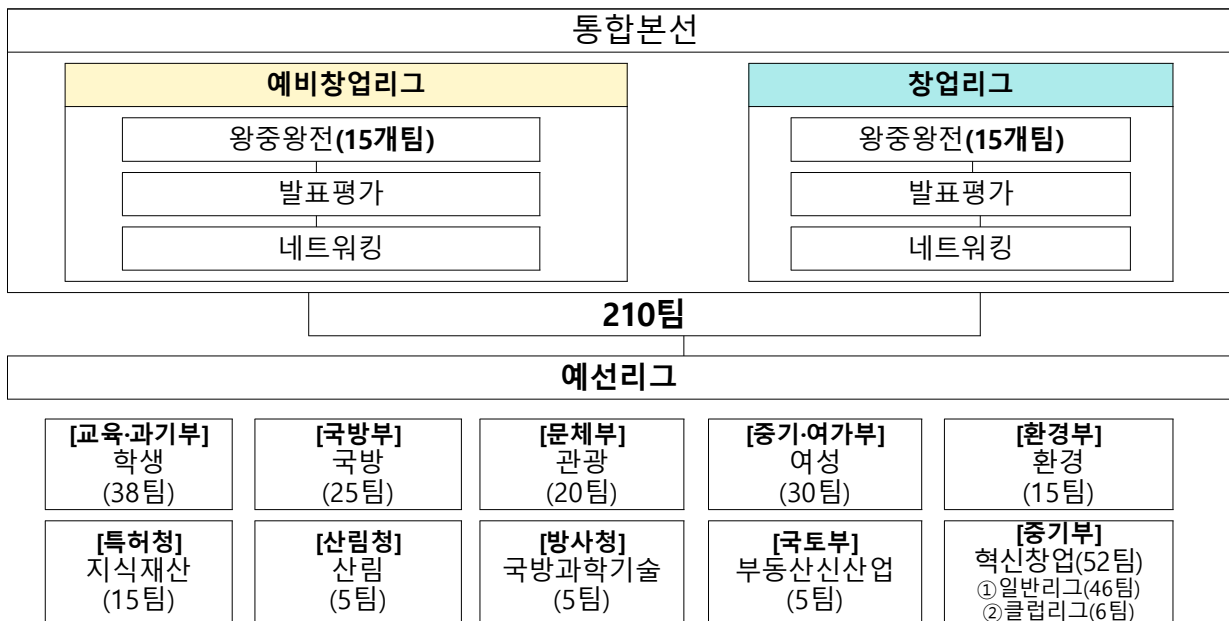 통합본선
예비창업리그
왕중왕전(15개팀)
발표평가
네트워킹
창업리그
왕중왕전(15개팀)
발표평가
네트워킹
210팀
예선리그
[교육·과기부]
학생
(38팀)
[국방부]
국방
(25팀)
[문체부]
관광
(20팀)
[중기·여가부]
여성
(30팀)
[환경부]
환경
(15팀)
[특허청]
지식재산
(15팀)
[산림청]
산림
(5팀)
[방사청]
국방과학기술
(5팀)
[국토부]
부동산신산업
(5팀)
[중기부]
혁신창업(52팀)
①일반리그(46팀)
②클럽리그(6팀)